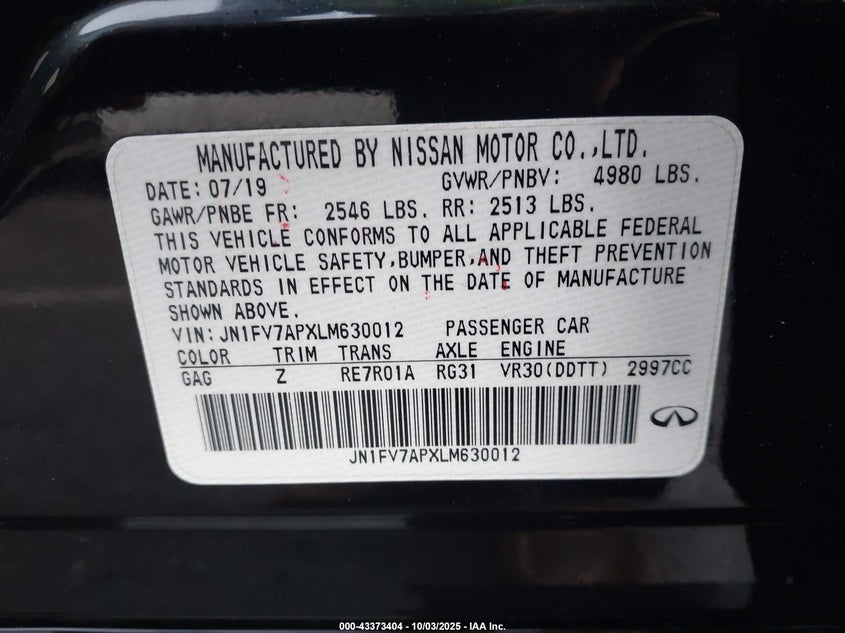 MANUFACTURED BY NISSAN MOTOR CO.,LTD.
DATE: 07/19 GVWR/PNBV: 4980 LBS.
GAWR/PNBE FR: 2546 LBS. RR: 2513 LBS.
THIS VEHICLE CONFORMS TO ALL APPLICABLE FEDERAL
MOTOR VEHICLE SAFETY,BUMPER,AND THEFT PREVENTION
STANDARDS IN EFFECT ON THE DATE OF MANUFACTURE
SHOWN ABOVE.
VIN: JN1FV7APXLM630012 PASSENGER CAR
COLOR TRIM TRANS AXLE ENGINE
GAG Z RE7R01A RG31 VR30(DDTT) 2997CC
JN1FV7APXLM630012
000-43373404 - 10/03/2025 - IAA Inc.